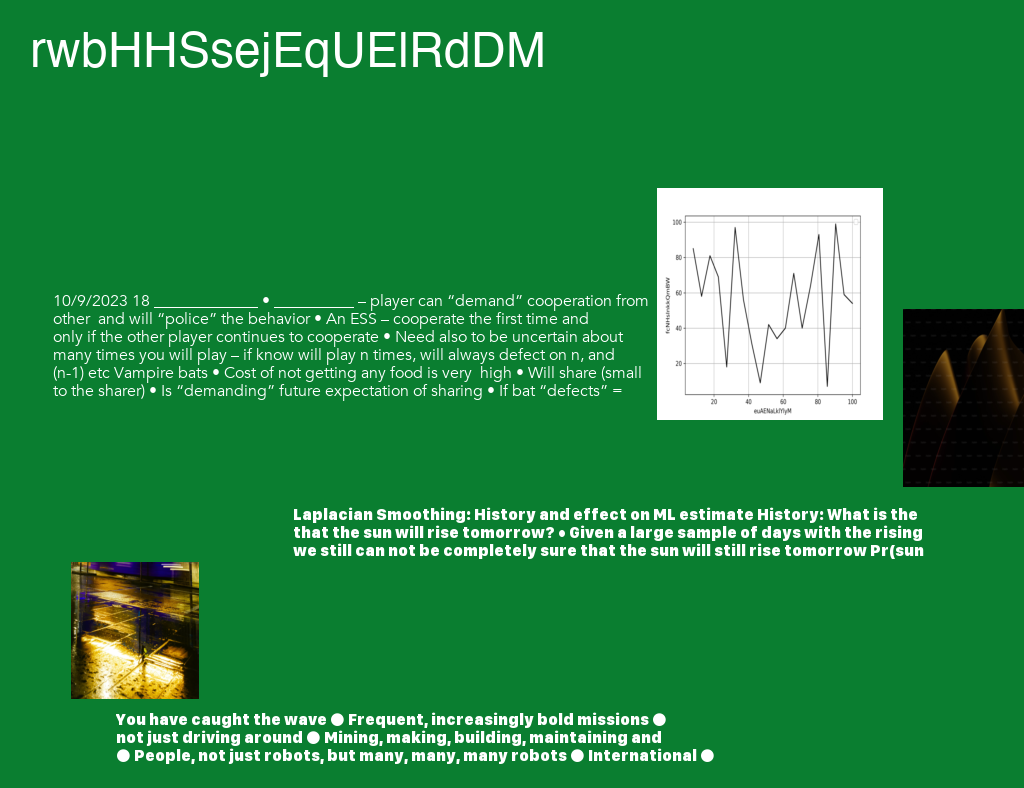 rwbHHSsejEqUElRdDM
10/9/2023 18 _____________ • __________ – player can “demand” cooperation from
other  and will “police” the behavior • An ESS – cooperate the first time and
only if the other player continues to cooperate • Need also to be uncertain about
many times you will play – if know will play n times, will always defect on n, and
(n-1) etc Vampire bats • Cost of not getting any food is very  high • Will share (small
to the sharer) • Is “demanding” future expectation of sharing • If bat “defects” =
100
80
60
40
20
20 40 60 80 100
Laplacian Smoothing: History and effect on ML estimate History: What is the
that the sun will rise tomorrow? • Given a large sample of days with the rising
we still can not be completely sure that the sun will still rise tomorrow Pr(sun
You have caught the wave ● Frequent, increasingly bold missions ●
not just driving around ● Mining, making, building, maintaining and
● People, not just robots, but many, many, many robots ● International ●